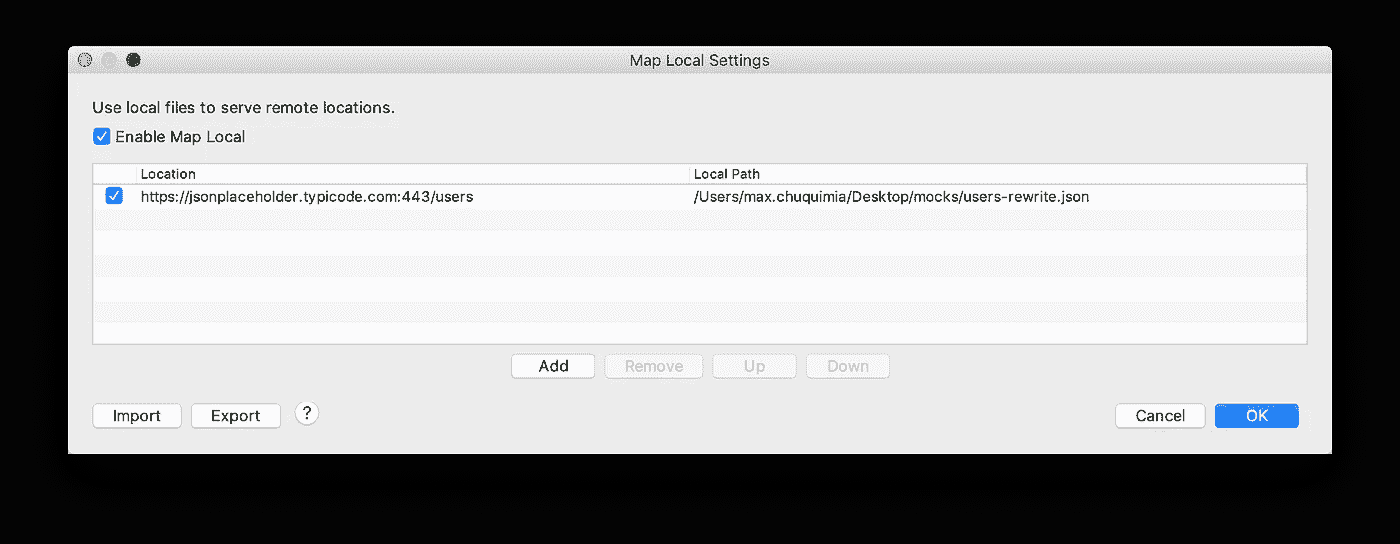 Map Local Settings
Use local files to serve remote locations.
Enable Map Local
Location Local Path
https://jsonplaceholder.typicode.com:443/users /Users/max.chuquimia/Desktop/mocks/users-rewrite.json
Add Remove Up Down
Import Export ? Cancel OK